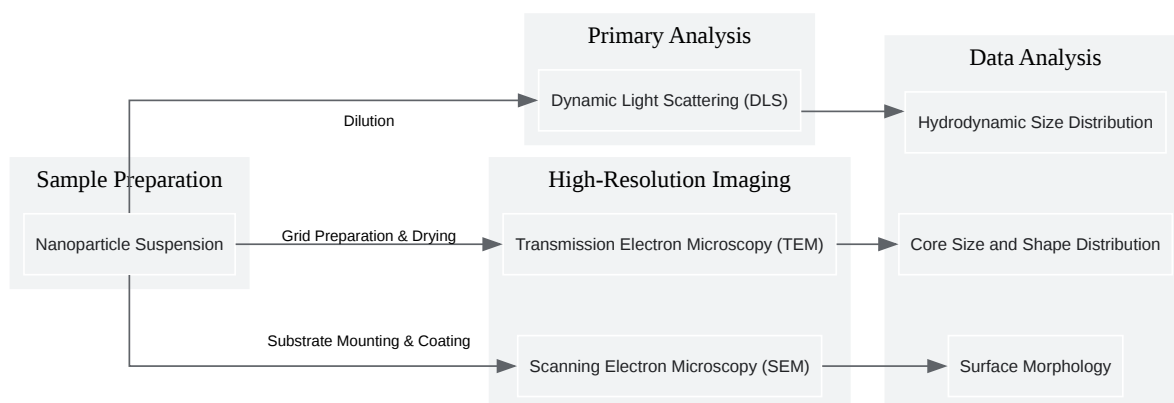 Primary Analysis
Data Analysis
Dynamic Light Scattering (DLS)
Dilution
Hydrodynamic Size Distribution
Sample Preparation
High-Resolution Imaging
Nanoparticle Suspension
Grid Preparation & Drying
Transmission Electron Microscopy (TEM)
Core Size and Shape Distribution
Substrate Mounting & Coating
Scanning Electron Microscopy (SEM)
Surface Morphology